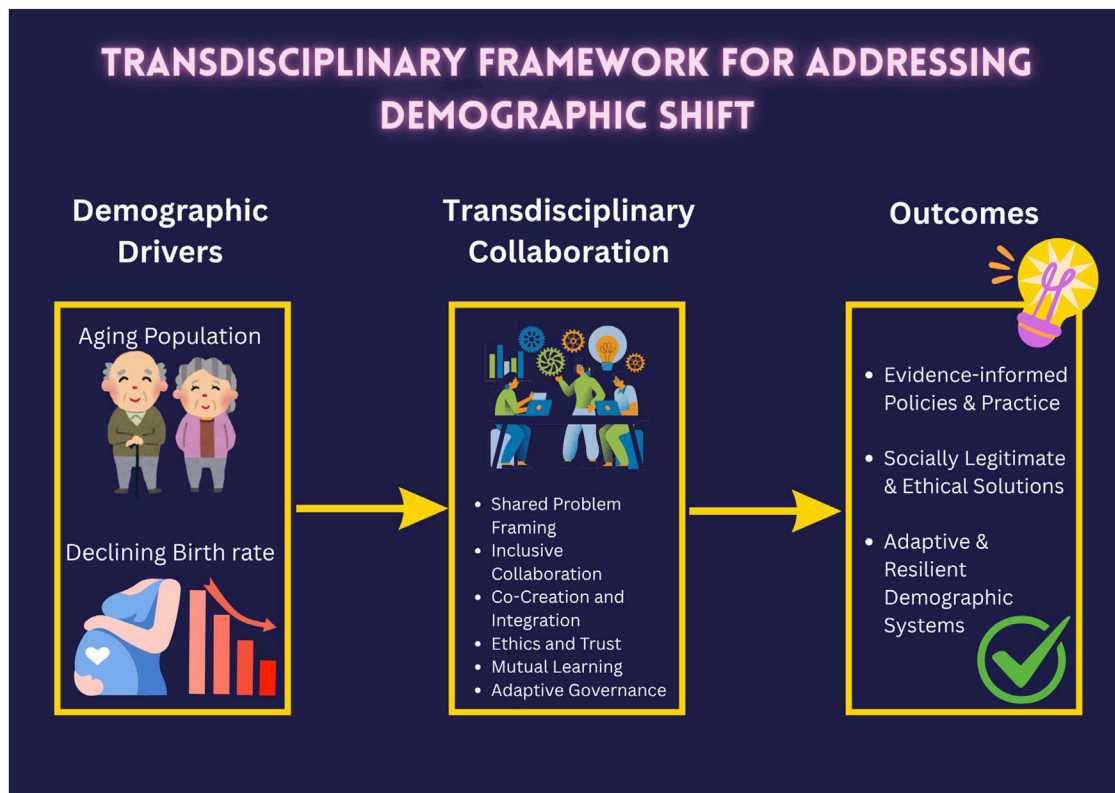 TRANSDISCIPLINARY FRAMEWORK FOR ADDRESSING
DEMOGRAPHIC SHIFT
Demographic
Drivers
Aging Population
Declining Birth rate
Transdisciplinary
Collaboration
• Shared Problem
Framing
• Inclusive
Collaboration
• Co-Creation and
Integration
• Ethics and Trust
• Mutual Learning
• Adaptive Governance
Outcomes
• Evidence-informed
Policies & Practice
• Socially Legitimate
& Ethical Solutions
• Adaptive &
Resilient
Demographic
Systems